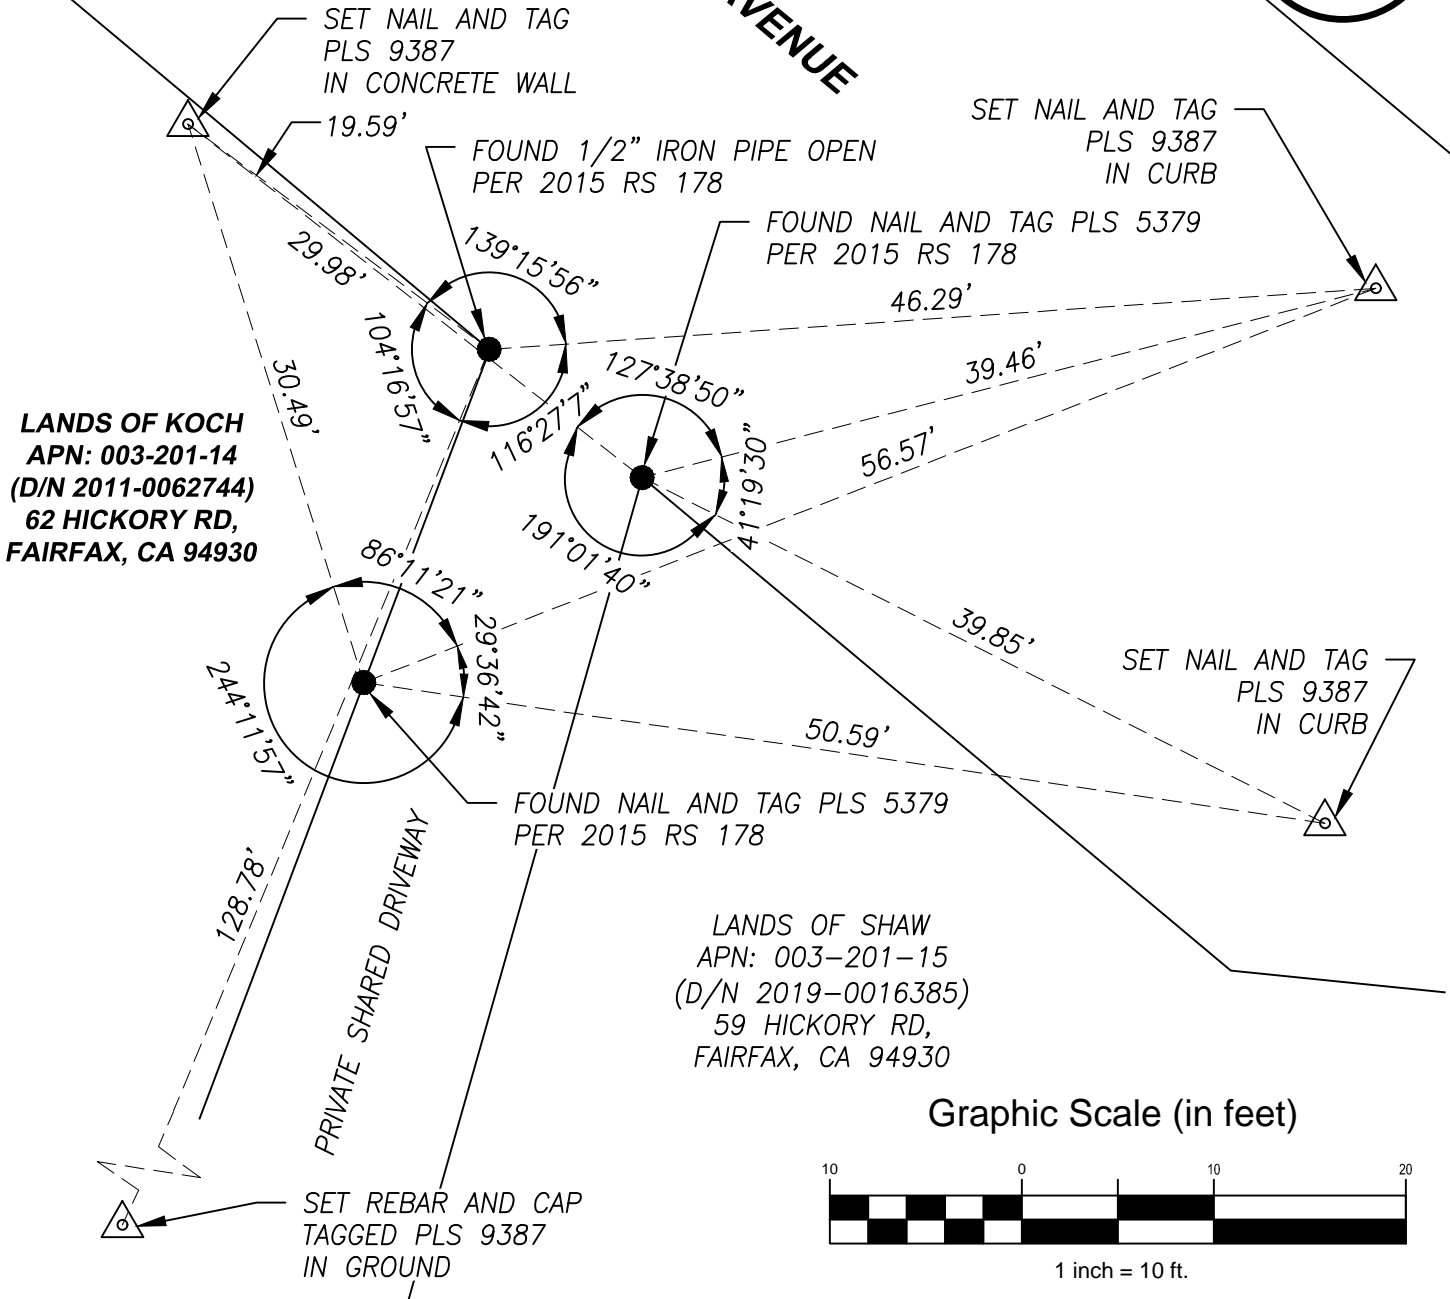 AVENUE
SET NAIL AND TAG
PLS 9387
IN CONCRETE WALL
19.59'
FOUND 1/2" IRON PIPE OPEN
PER 2015 RS 178
SET NAIL AND TAG
PLS 9387
IN CURB
FOUND NAIL AND TAG PLS 5379
PER 2015 RS 178
29.98'
139°15'56"
46.29'
104°16'57"
116°27'7"
30.49'
127°38'50"
39.46'
41°19'30"
56.57'
191°01'40"
LANDS OF KOCH
APN: 003-201-14
(D/N 2011-0062744)
62 HICKORY RD,
FAIRFAX, CA 94930
86°11'21"
29°36'42"
244°11'57"
39.85'
SET NAIL AND TAG
PLS 9387
IN CURB
50.59'
FOUND NAIL AND TAG PLS 5379
PER 2015 RS 178
128.78'
PRIVATE SHARED DRIVEWAY
LANDS OF SHAW
APN: 003-201-15
(D/N 2019-0016385)
59 HICKORY RD,
FAIRFAX, CA 94930
SET REBAR AND CAP
TAGGED PLS 9387
IN GROUND
Graphic Scale (in feet)
10 0 10 20
1 inch = 10 ft.